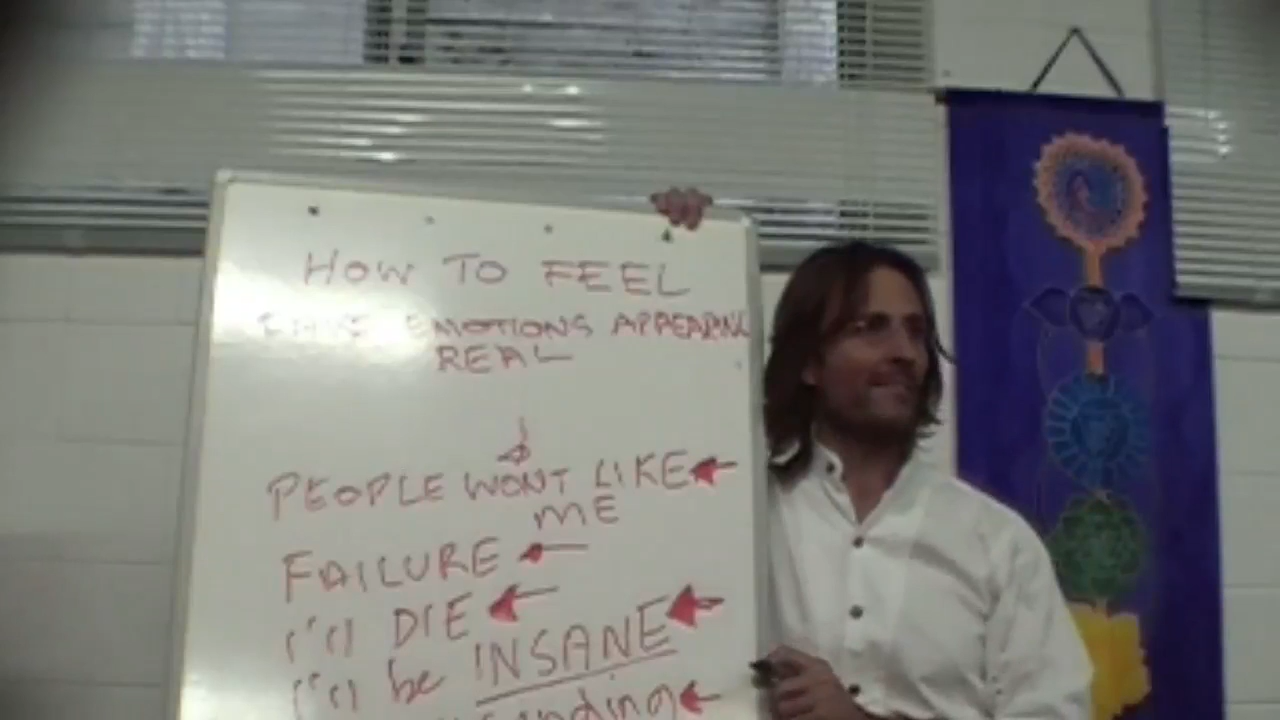 HOW TO FEEL
EMOTIONS APPEARING
REAL
PEOPLE WONT LIKE
ME
FAILURE
I'll DIE
I'll be INSANE